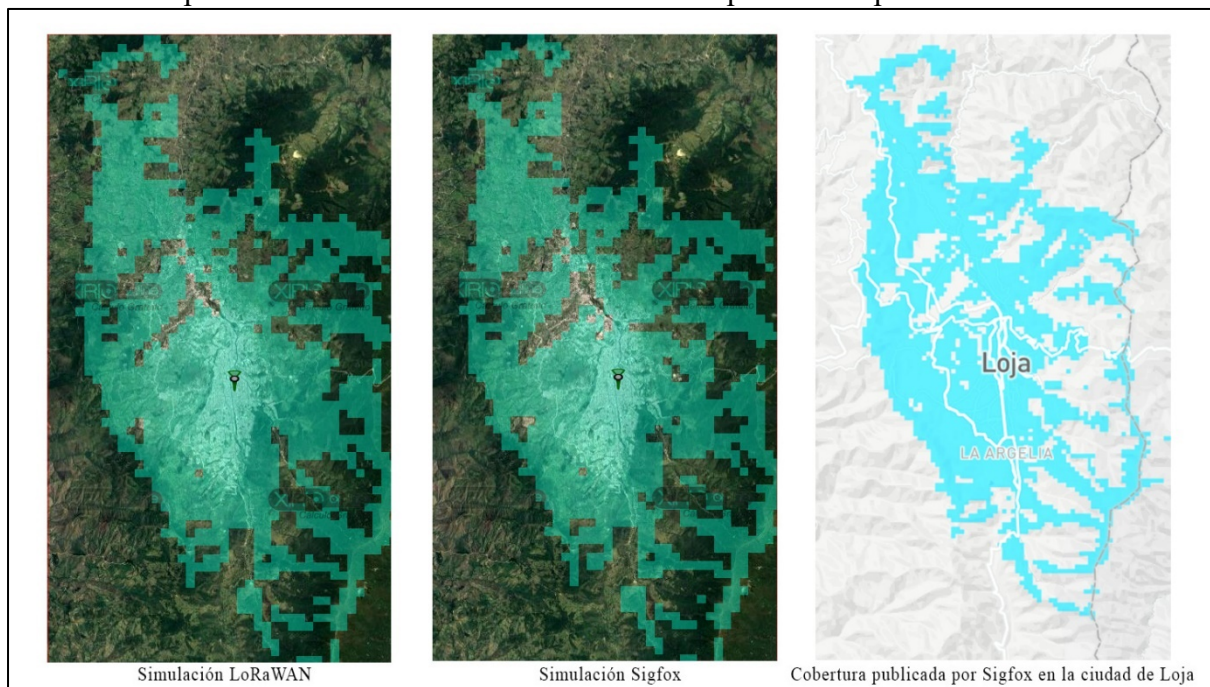 Loja
LA ARGELIA
Simulación LoRaWAN
Simulación Sigfox
Cobertura publicada por Sigfox en la ciudad de Loja